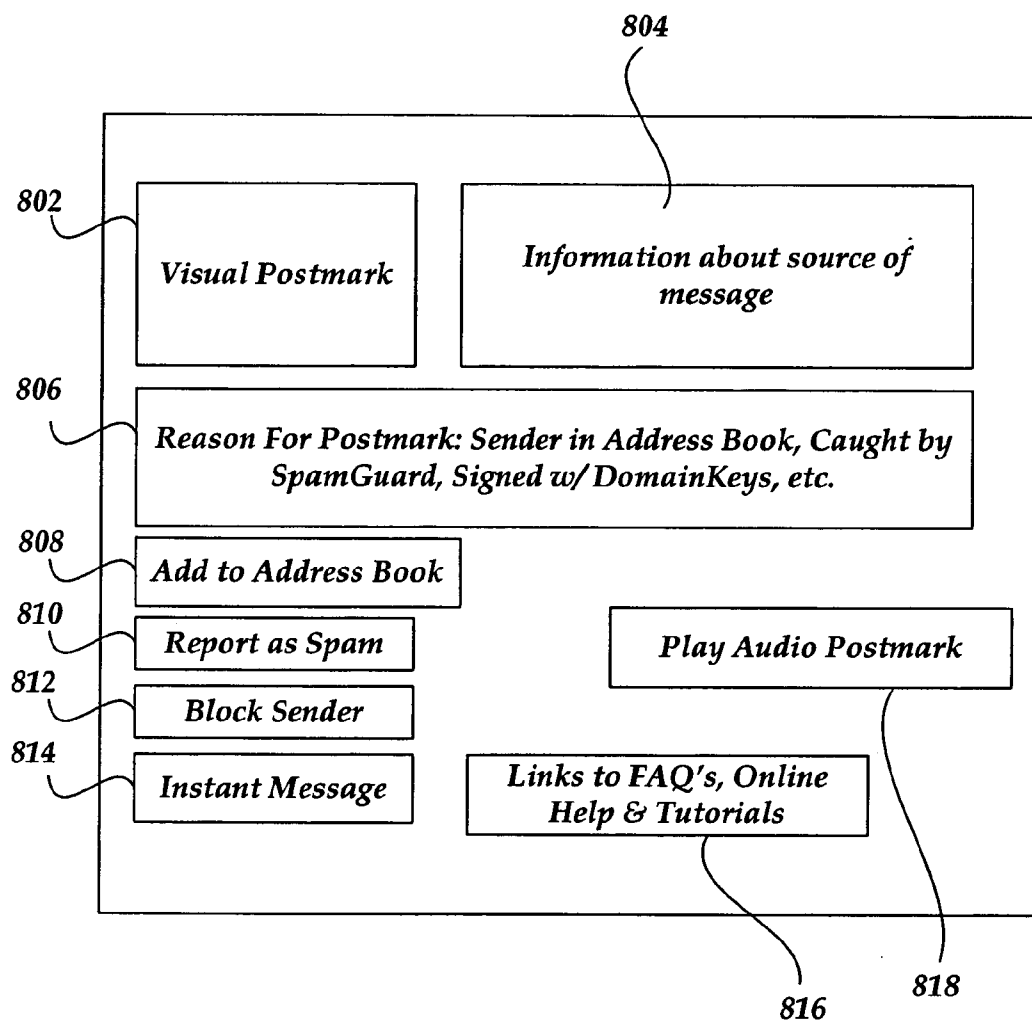 804
802
Visual Postmark
Information about source of
message
806
Reason For Postmark: Sender in Address Book, Caught by
SpamGuard, Signed w/ DomainKeys, etc.
808
Add to Address Book
810
Report as Spam
Play Audio Postmark
812
Block Sender
814
Instant Message
Links to FAQ's, Online
Help & Tutorials
816
818